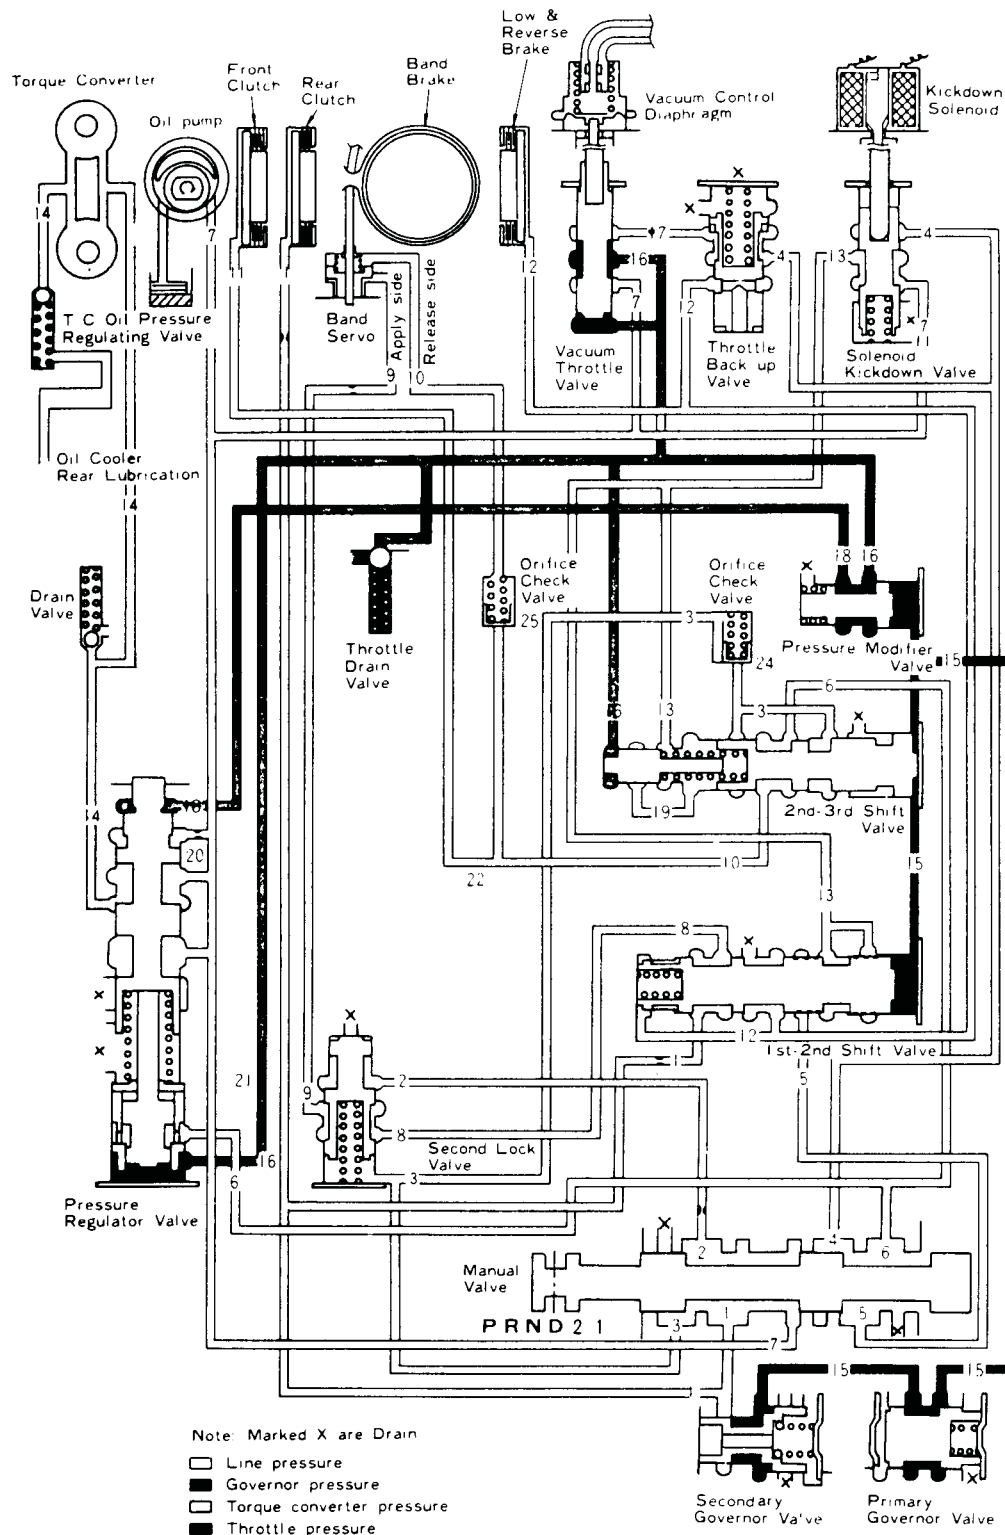 Low &
Reverse
Brake
Front
Clutch
Rear
Clutch
Band
Brake
Torque Converter
Oil pump
Vacuum Control
Diaphragm
Kickdown
Solenoid
14
7
11
1
12
7
16
7
4
2
13
4
7
T C Oil Pressure
Regulating Valve
Band
Servo
Apply side
Release side
9
10
Vacuum
Throttle
Valve
Throttle
Back up
Valve
Solenoid
Kickdown Valve
Oil Cooler
Rear Lubrication
14
18
16
Drain
Valve
Orifice
Check
Valve
25
Orifice
Check
Valve
24
3
Throttle
Drain
Valve
Pressure Modifier
Valve
15
6
13
3
19
2nd-3rd Shift
Valve
15
20
22
10
13
8
12
1st-2nd Shift Valve
1
5
21
9
2
8
3
Second Lock
Valve
16
6
Pressure
Regulator Valve
Manual
Valve
2
4
6
1
3
5
7
P R N D 2 1
15
15
1
Note: Marked X are Drain
Line pressure
Governor pressure
Torque converter pressure
Throttle pressure
Secondary
Governor Valve
Primary
Governor Valve